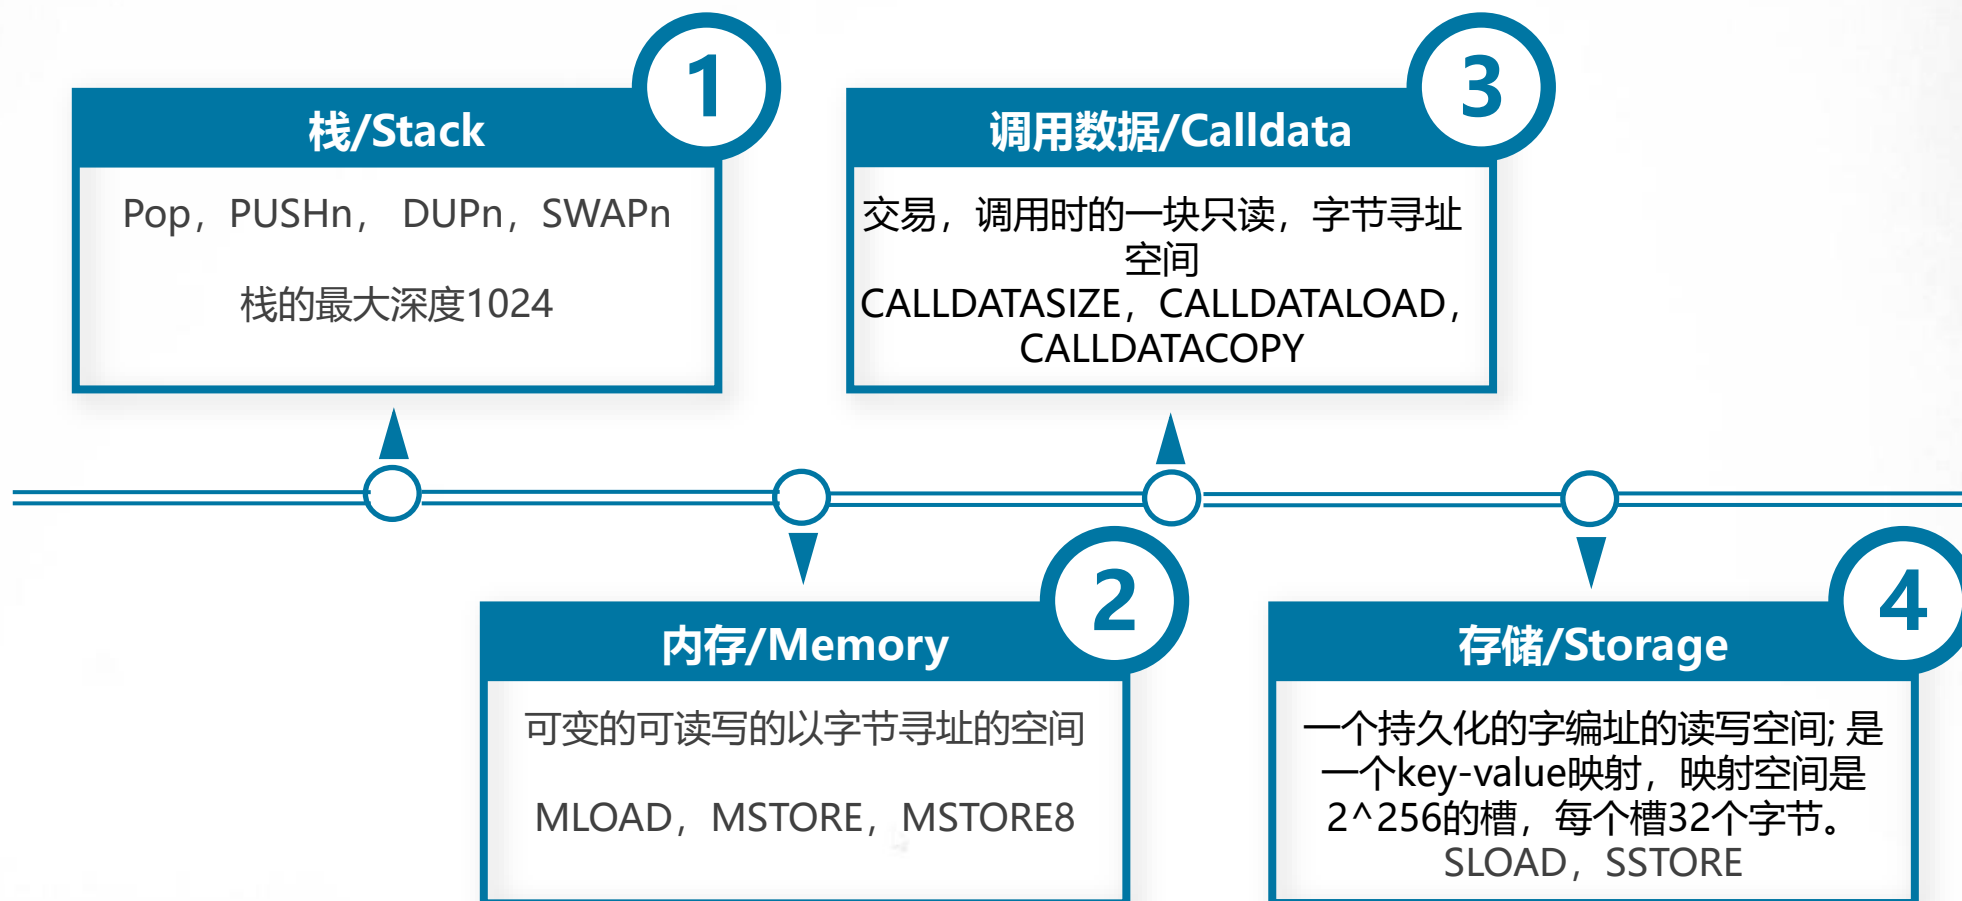 1
栈/Stack
Pop，PUSHn， DUPn，SWAPn
栈的最大深度1024
2
内存/Memory
可变的可读写的以字节寻址的空间
MLOAD，MSTORE，MSTORE8
3
调用数据/Calldata
交易，调用时的一块只读，字节寻址
空间
CALLDATASIZE，CALLDATALOAD，
CALLDATACOPY
4
存储/Storage
一个持久化的字编址的读写空间; 是
一个key-value映射，映射空间是
2^256的槽，每个槽32个字节。
SLOAD，SSTORE